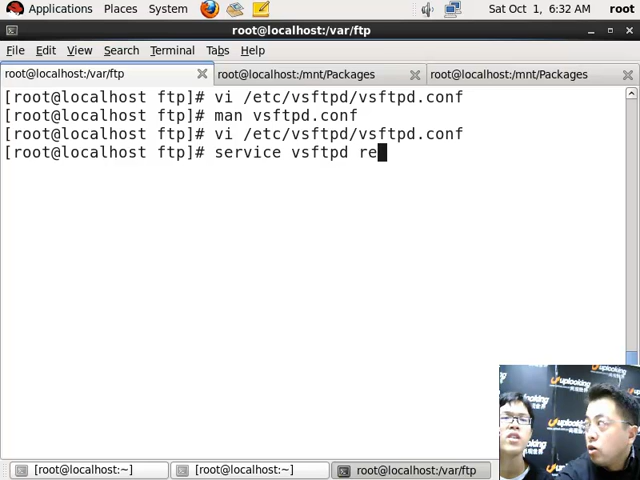 Applications Places System Sat Oct 1, 6:32 AM root
root@localhost:/var/ftp
File Edit View Search Terminal Tabs Help
root@localhost:/var/ftp root@localhost:/mnt/Packages root@localhost:/mnt/Packages
[root@localhost ftp]# vi /etc/vsftpd/vsftpd.conf
[root@localhost ftp]# man vsftpd.conf
[root@localhost ftp]# vi /etc/vsftpd/vsftpd.conf
[root@localhost ftp]# service vsftpd re
uplooking
[root@localhost:~] [root@localhost:~] root@localhost:/var/ftp